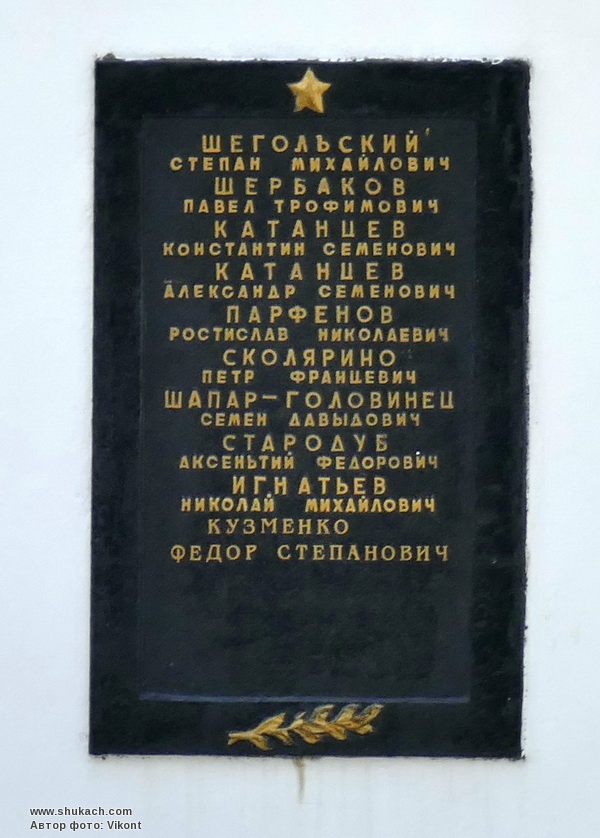 ШЕГОЛЬСКИЙ
СТЕПАН МИХАЙЛОВИЧ
ШЕРБАКОВ
ПАВЕЛ ТРОФИМОВИЧ
КАТАНЦЕВ
КОНСТАНТИН СЕМЕНОВИЧ
КАТАНЦЕВ
АЛЕКСАНДР СЕМЕНОВИЧ
ПАРФЕНОВ
РОСТИСЛАВ НИКОЛАЕВИЧ
СКОЛЯРИНО
ПЕТР ФРАНЦЕВИЧ
ШАПАР-ГОЛОВИНЕЦ
СЕМЕН ДАВЫДОВИЧ
СТАРОДУБ
АКСЕНЬТИЙ ФЕДОРОВИЧ
ИГНАТЬЕВ
НИКОЛАЙ МИХАЙЛОВИЧ
КУЗМЕНКО
ФЕДОР СТЕПАНОВИЧ
www.shukach.com
Автор фото: Vikont